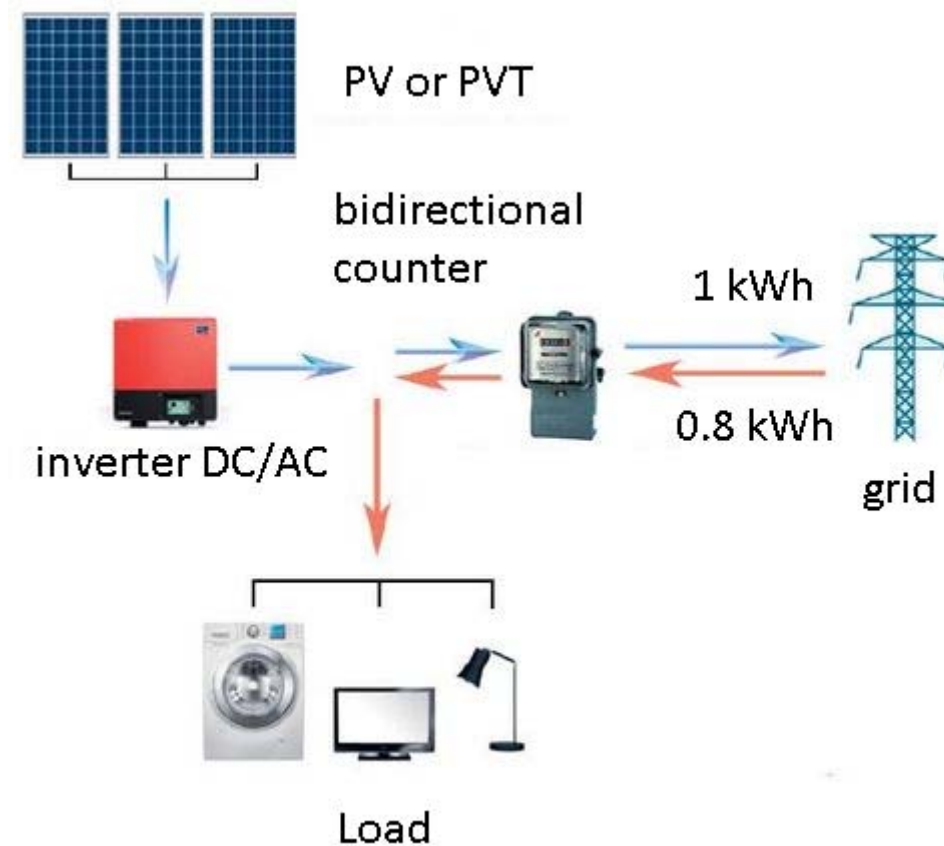 PV or PVT
bidirectional
counter
1 kWh
0.8 kWh
inverter DC/AC
grid
Load